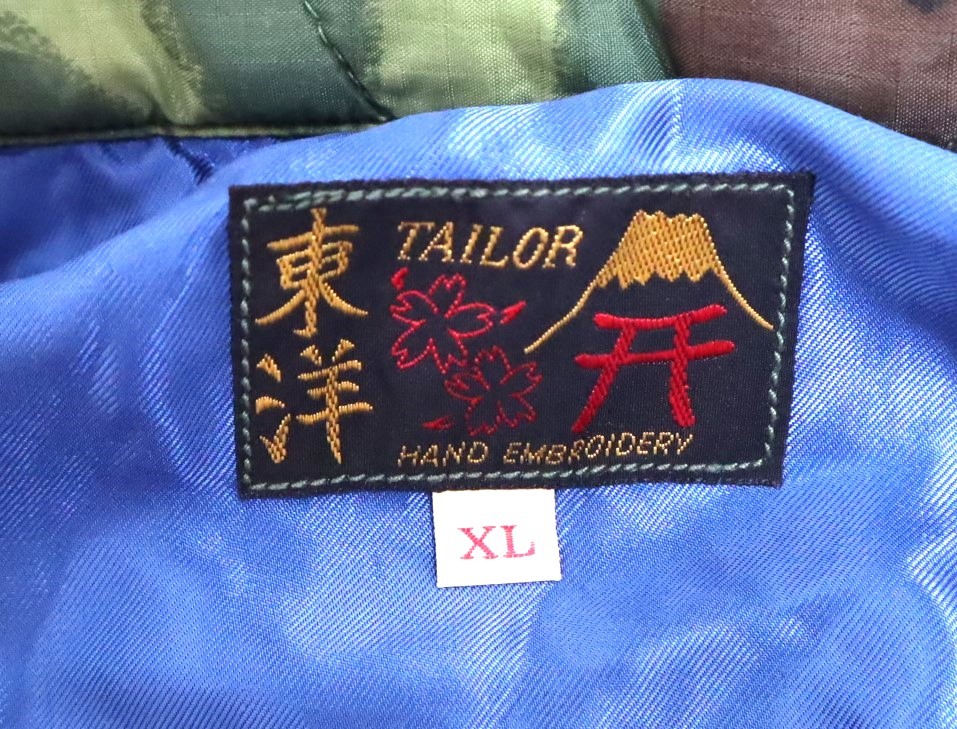 東洋
TAILOR
HAND EMBROIDERY
XL